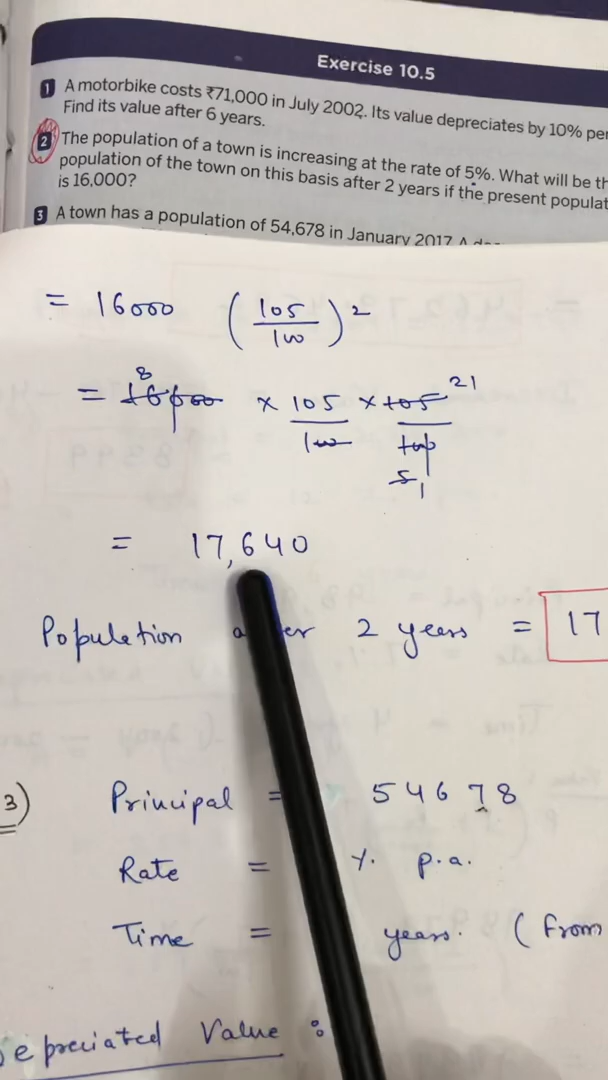 Exercise 10.5
1 A motorbike costs ₹71,000 in July 2002. Its value depreciates by 10% per
Find its value after 6 years.
2 The population of a town is increasing at the rate of 5%. What will be th
population of the town on this basis after 2 years if the present populat
is 16,000?
3 A town has a population of 54,678 in January 2017.
= 16000 (105/100)²
= 16000 8 × 105/100 × 105 21/100 5 1
= 17,640
Population after 2 years = 17
3) Principal = 54678
Rate = % p.a.
Time = years. (From
epreciated Value :